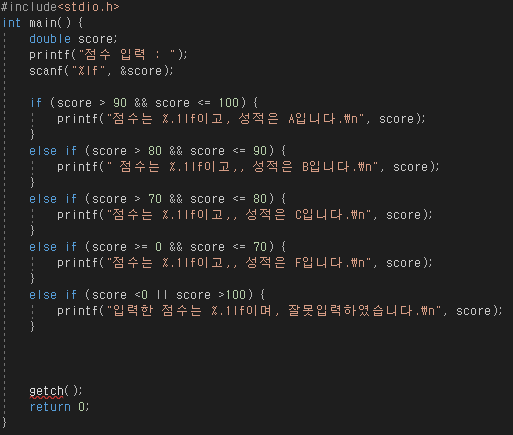 #include<stdio.h>
int main() {
double score;
printf("점수 입력 : ");
scanf("%lf", &score);
if (score > 90 && score <= 100) {
printf("점수는 %.1lf이고, 성적은 A입니다.₩n", score);
}
else if (score > 80 && score <= 90) {
printf(" 점수는 %.1lf이고,, 성적은 B입니다.₩n", score);
}
else if (score > 70 && score <= 80) {
printf("점수는 %.1lf이고,, 성적은 C입니다.₩n", score);
}
else if (score >= 0 && score <= 70) {
printf("점수는 %.1lf이고,, 성적은 F입니다.₩n", score);
}
else if (score <0 || score >100) {
printf("입력한 점수는 %.1lf이며, 잘못입력하였습니다.₩n", score);
}
getch();
return 0;
}